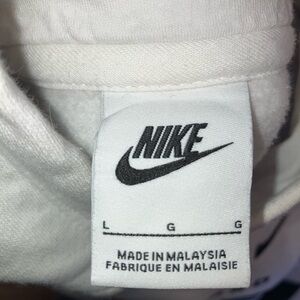 NIKE
L G G
MADE IN MALAYSIA
FABRIQUE EN MALAISIE